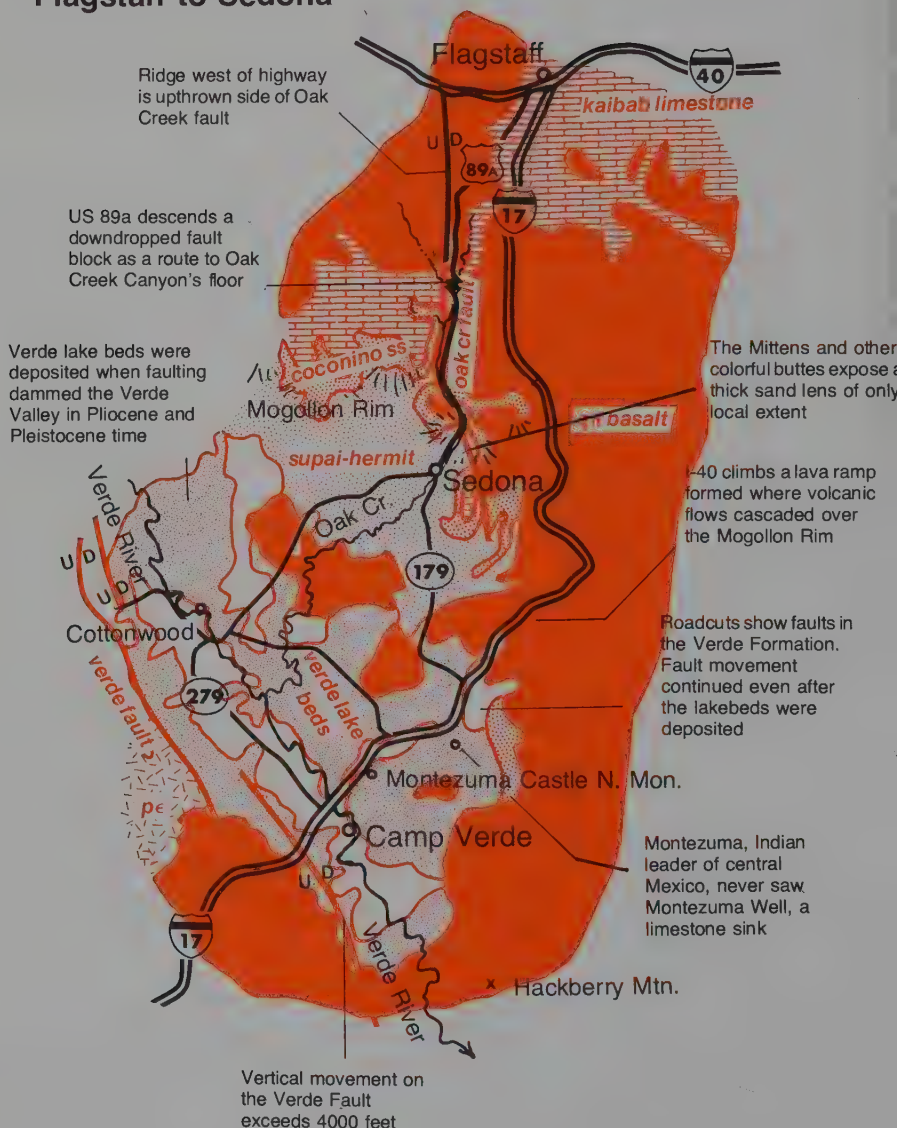 Flagstaff to Sedona
Flagstaff
40
Ridge west of highway
is upthrown side of Oak
Creek fault
kaibab limestone
U D
89A
17
US 89a descends a
downdropped fault
block as a route to Oak
Creek Canyon's floor
oak cr fault
coconino ss
Mogollon Rim
Verde lake beds were
deposited when faulting
dammed the Verde
Valley in Pliocene and
Pleistocene time
The Mittens and other
colorful buttes expose a
thick sand lens of only
local extent
basalt
supai-hermit
Sedona
I-40 climbs a lava ramp
formed where volcanic
flows cascaded over
the Mogollon Rim
Verde River
Oak Cr.
179
U D
U D
Cottonwood
Roadcuts show faults in
the Verde Formation.
Fault movement
continued even after
the lakebeds were
deposited
verde fault
279
verde lake
beds
Montezuma Castle N. Mon.
pє
Camp Verde
U D
Montezuma, Indian
leader of central
Mexico, never saw
Montezuma Well, a
limestone sink
17
Verde River
x Hackberry Mtn.
Vertical movement on
the Verde Fault
exceeds 4000 feet